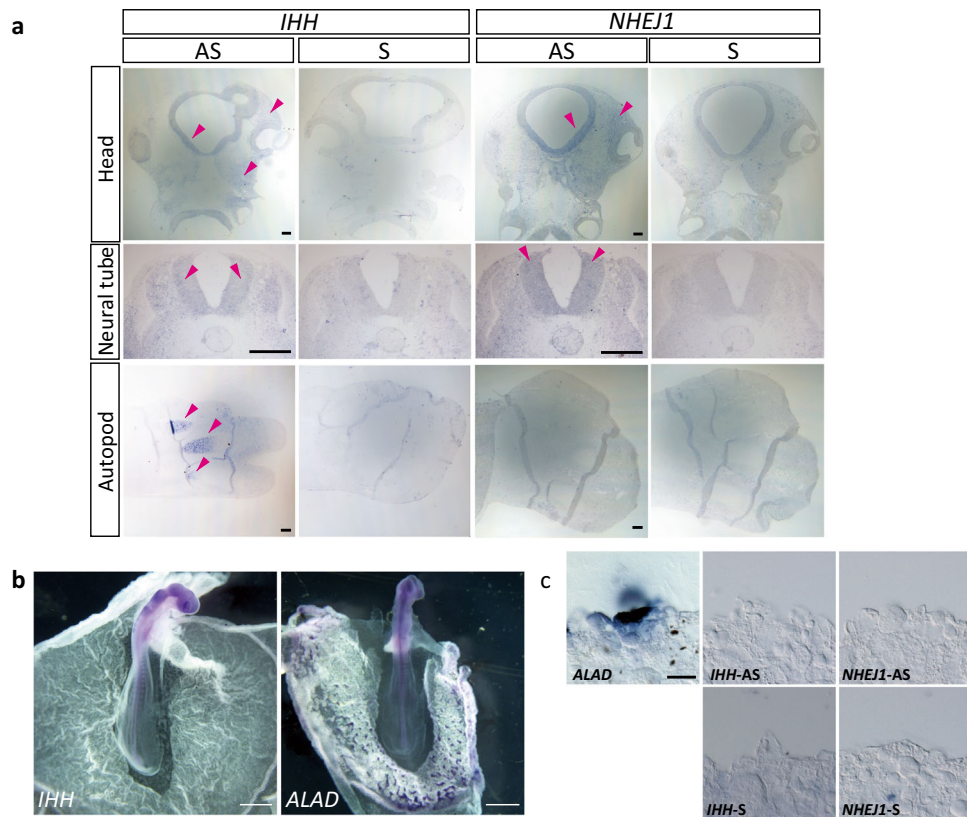 a
IHH NHEJ1
AS S AS S
Head
Neural tube
Autopod
b
IHH
ALAD
c
ALAD
IHH-AS
NHEJ1-AS
IHH-S
NHEJ1-S